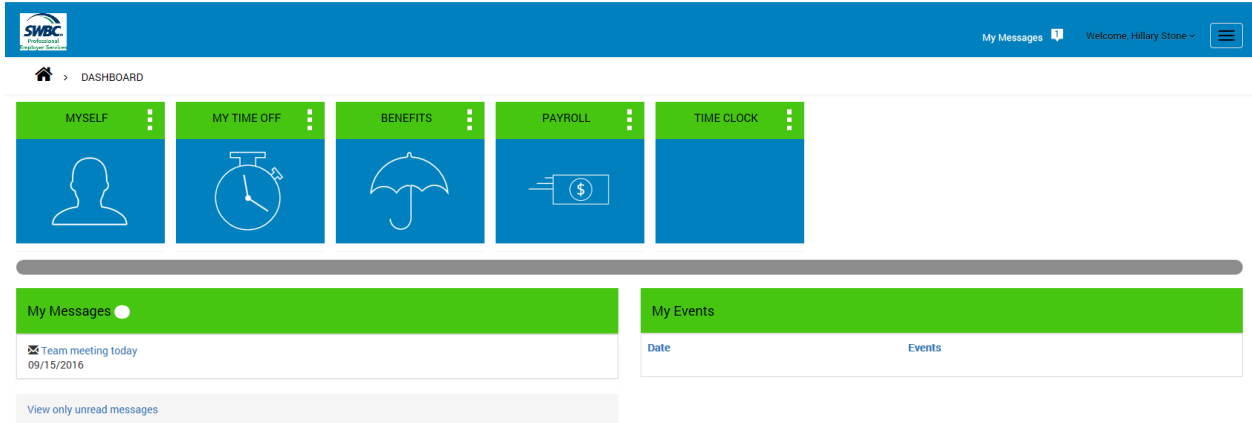 SWBC
Professional
Employer Services
My Messages 1 Welcome, Hillary Stone
> DASHBOARD
MYSELF MY TIME OFF BENEFITS PAYROLL TIME CLOCK
$
My Messages
Team meeting today
09/15/2016
View only unread messages
My Events
Date Events